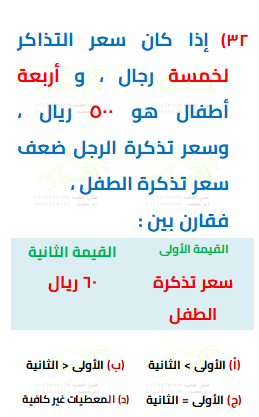 ٣٢) إذا كان سعر التذاكر
لخمسة رجال ، و أربعة
أطفال هو ٥٠٠ ريال ،
وسعر تذكرة الرجل ضعف
سعر تذكرة الطفل ،
فقارن بين :
القيمة الأولى
القيمة الثانية
سعر تذكرة
الطفل
٦٠ ريال
(أ) الأولى > الثانية
(ب) الأولى < الثانية
(ج) الأولى = الثانية
(د) المعطيات غير كافية